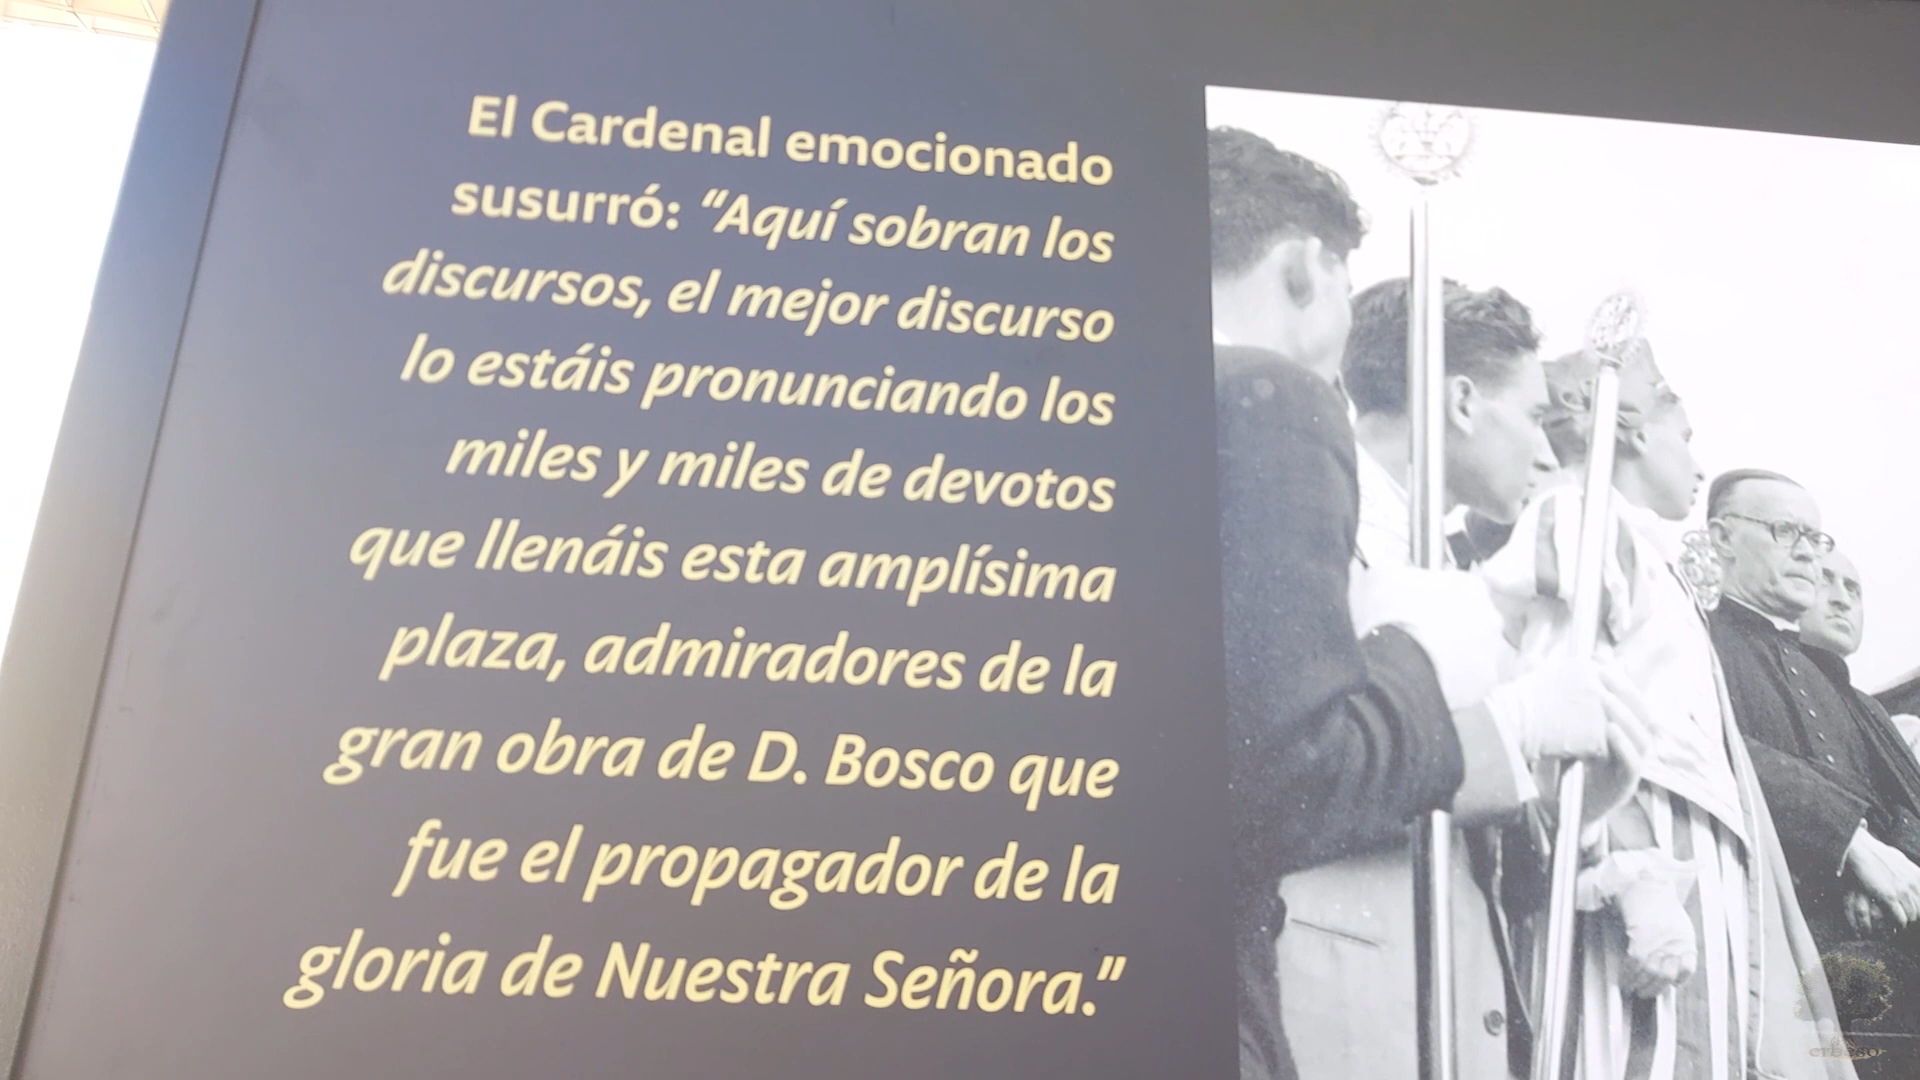 El Cardenal emocionado
susurró: “Aquí sobran los
discursos, el mejor discurso
lo estáis pronunciando los
miles y miles de devotos
que llenáis esta amplísima
plaza, admiradores de la
gran obra de D. Bosco que
fue el propagador de la
gloria de Nuestra Señora.”